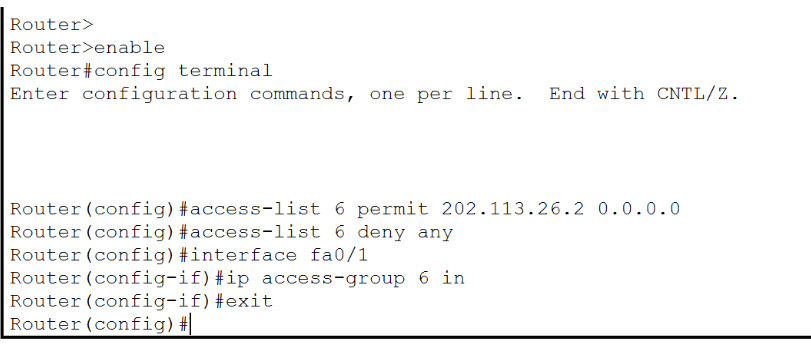 Router>
Router>enable
Router#config terminal
Enter configuration commands, one per line.  End with CNTL/Z.
Router(config)#access-list 6 permit 202.113.26.2 0.0.0.0
Router(config)#access-list 6 deny any
Router(config)#interface fa0/1
Router(config-if)#ip access-group 6 in
Router(config-if)#exit
Router(config)#